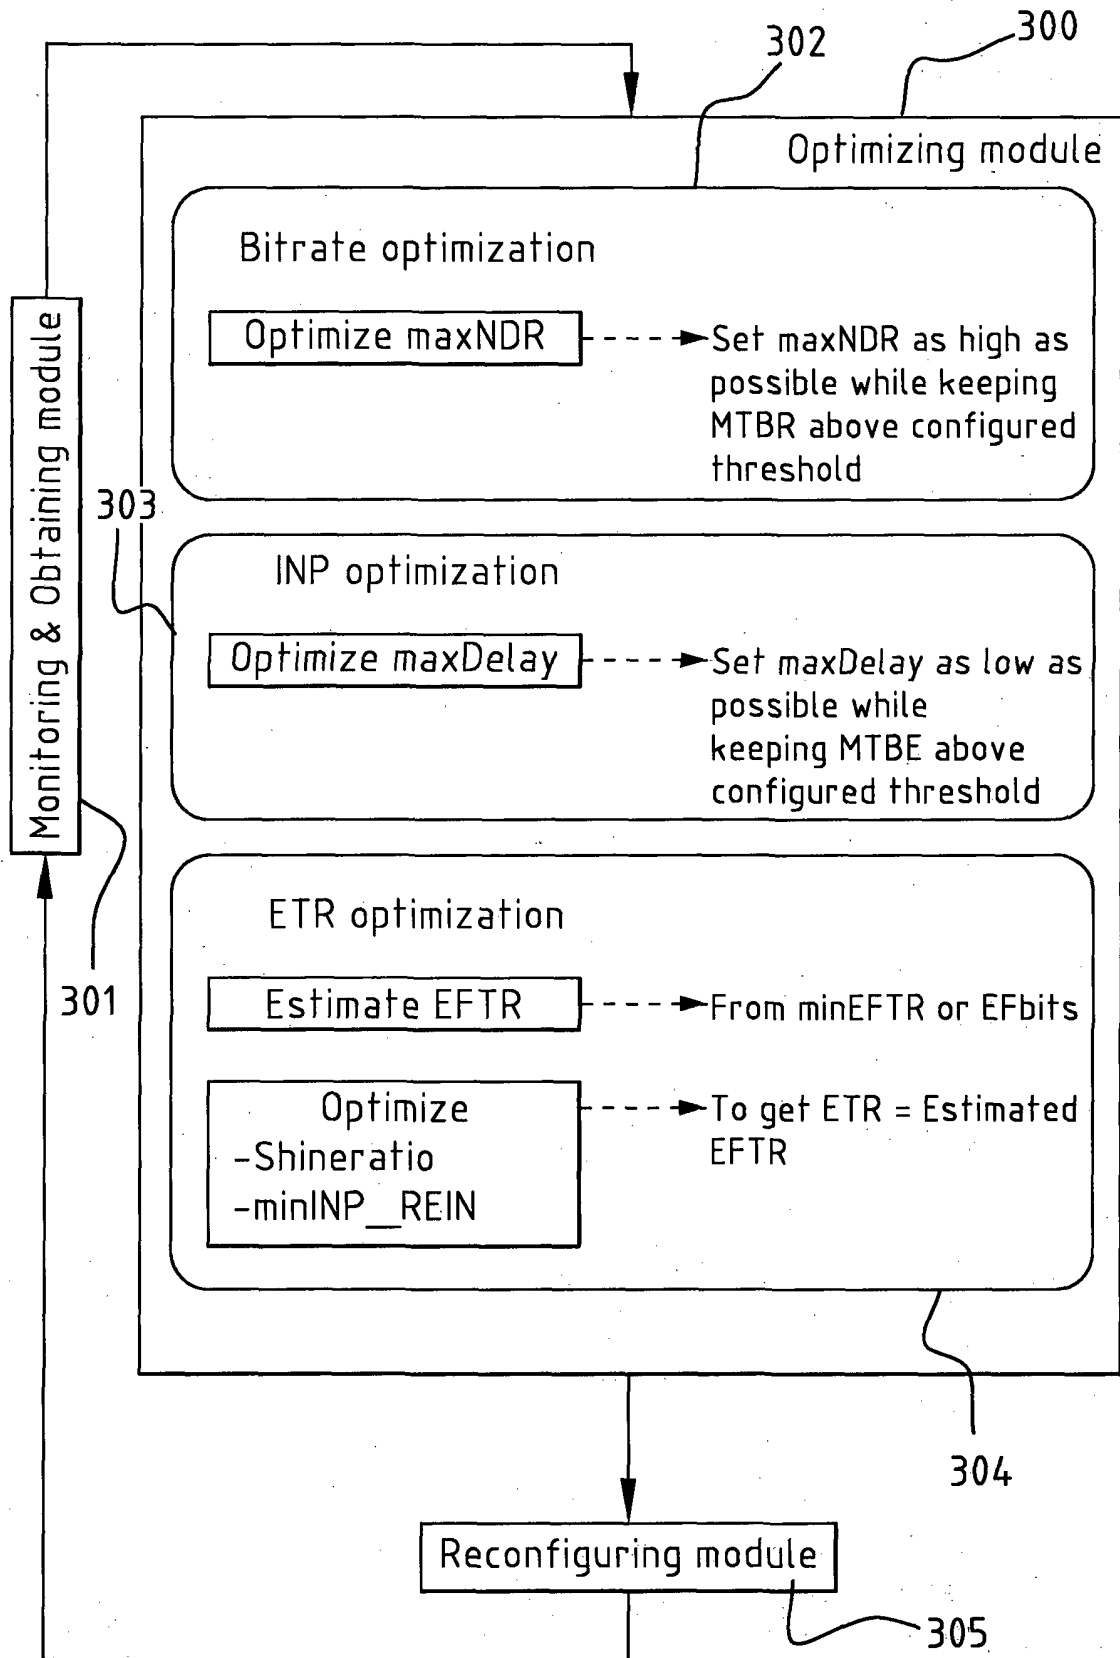 300
302
Optimizing module
Bitrate optimization
Optimize maxNDR
Set maxNDR as high as
possible while keeping
MTBR above configured
threshold
Monitoring & Obtaining module
303
INP optimization
Optimize maxDelay
Set maxDelay as low as
possible while
keeping MTBE above
configured threshold
301
ETR optimization
Estimate EFTR
From minEFTR or EFbits
Optimize
-Shineratio
-minINP_REIN
To get ETR = Estimated
EFTR
304
Reconfiguring module
305